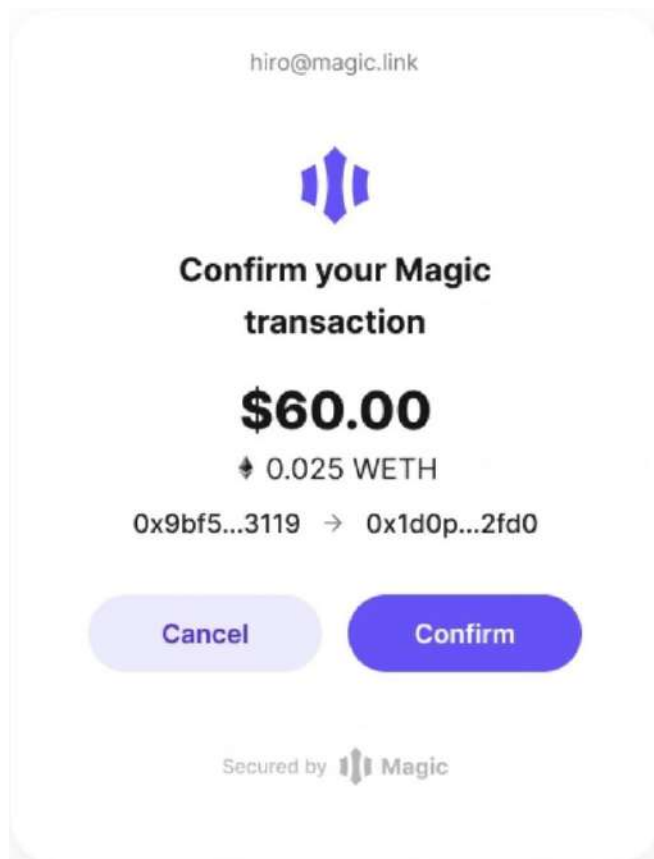 hiro@magic.link
Confirm your Magic
transaction
$60.00
0.025 WETH
0x9bf5...3119 → 0x1d0p...2fd0
Cancel Confirm
Secured by Magic